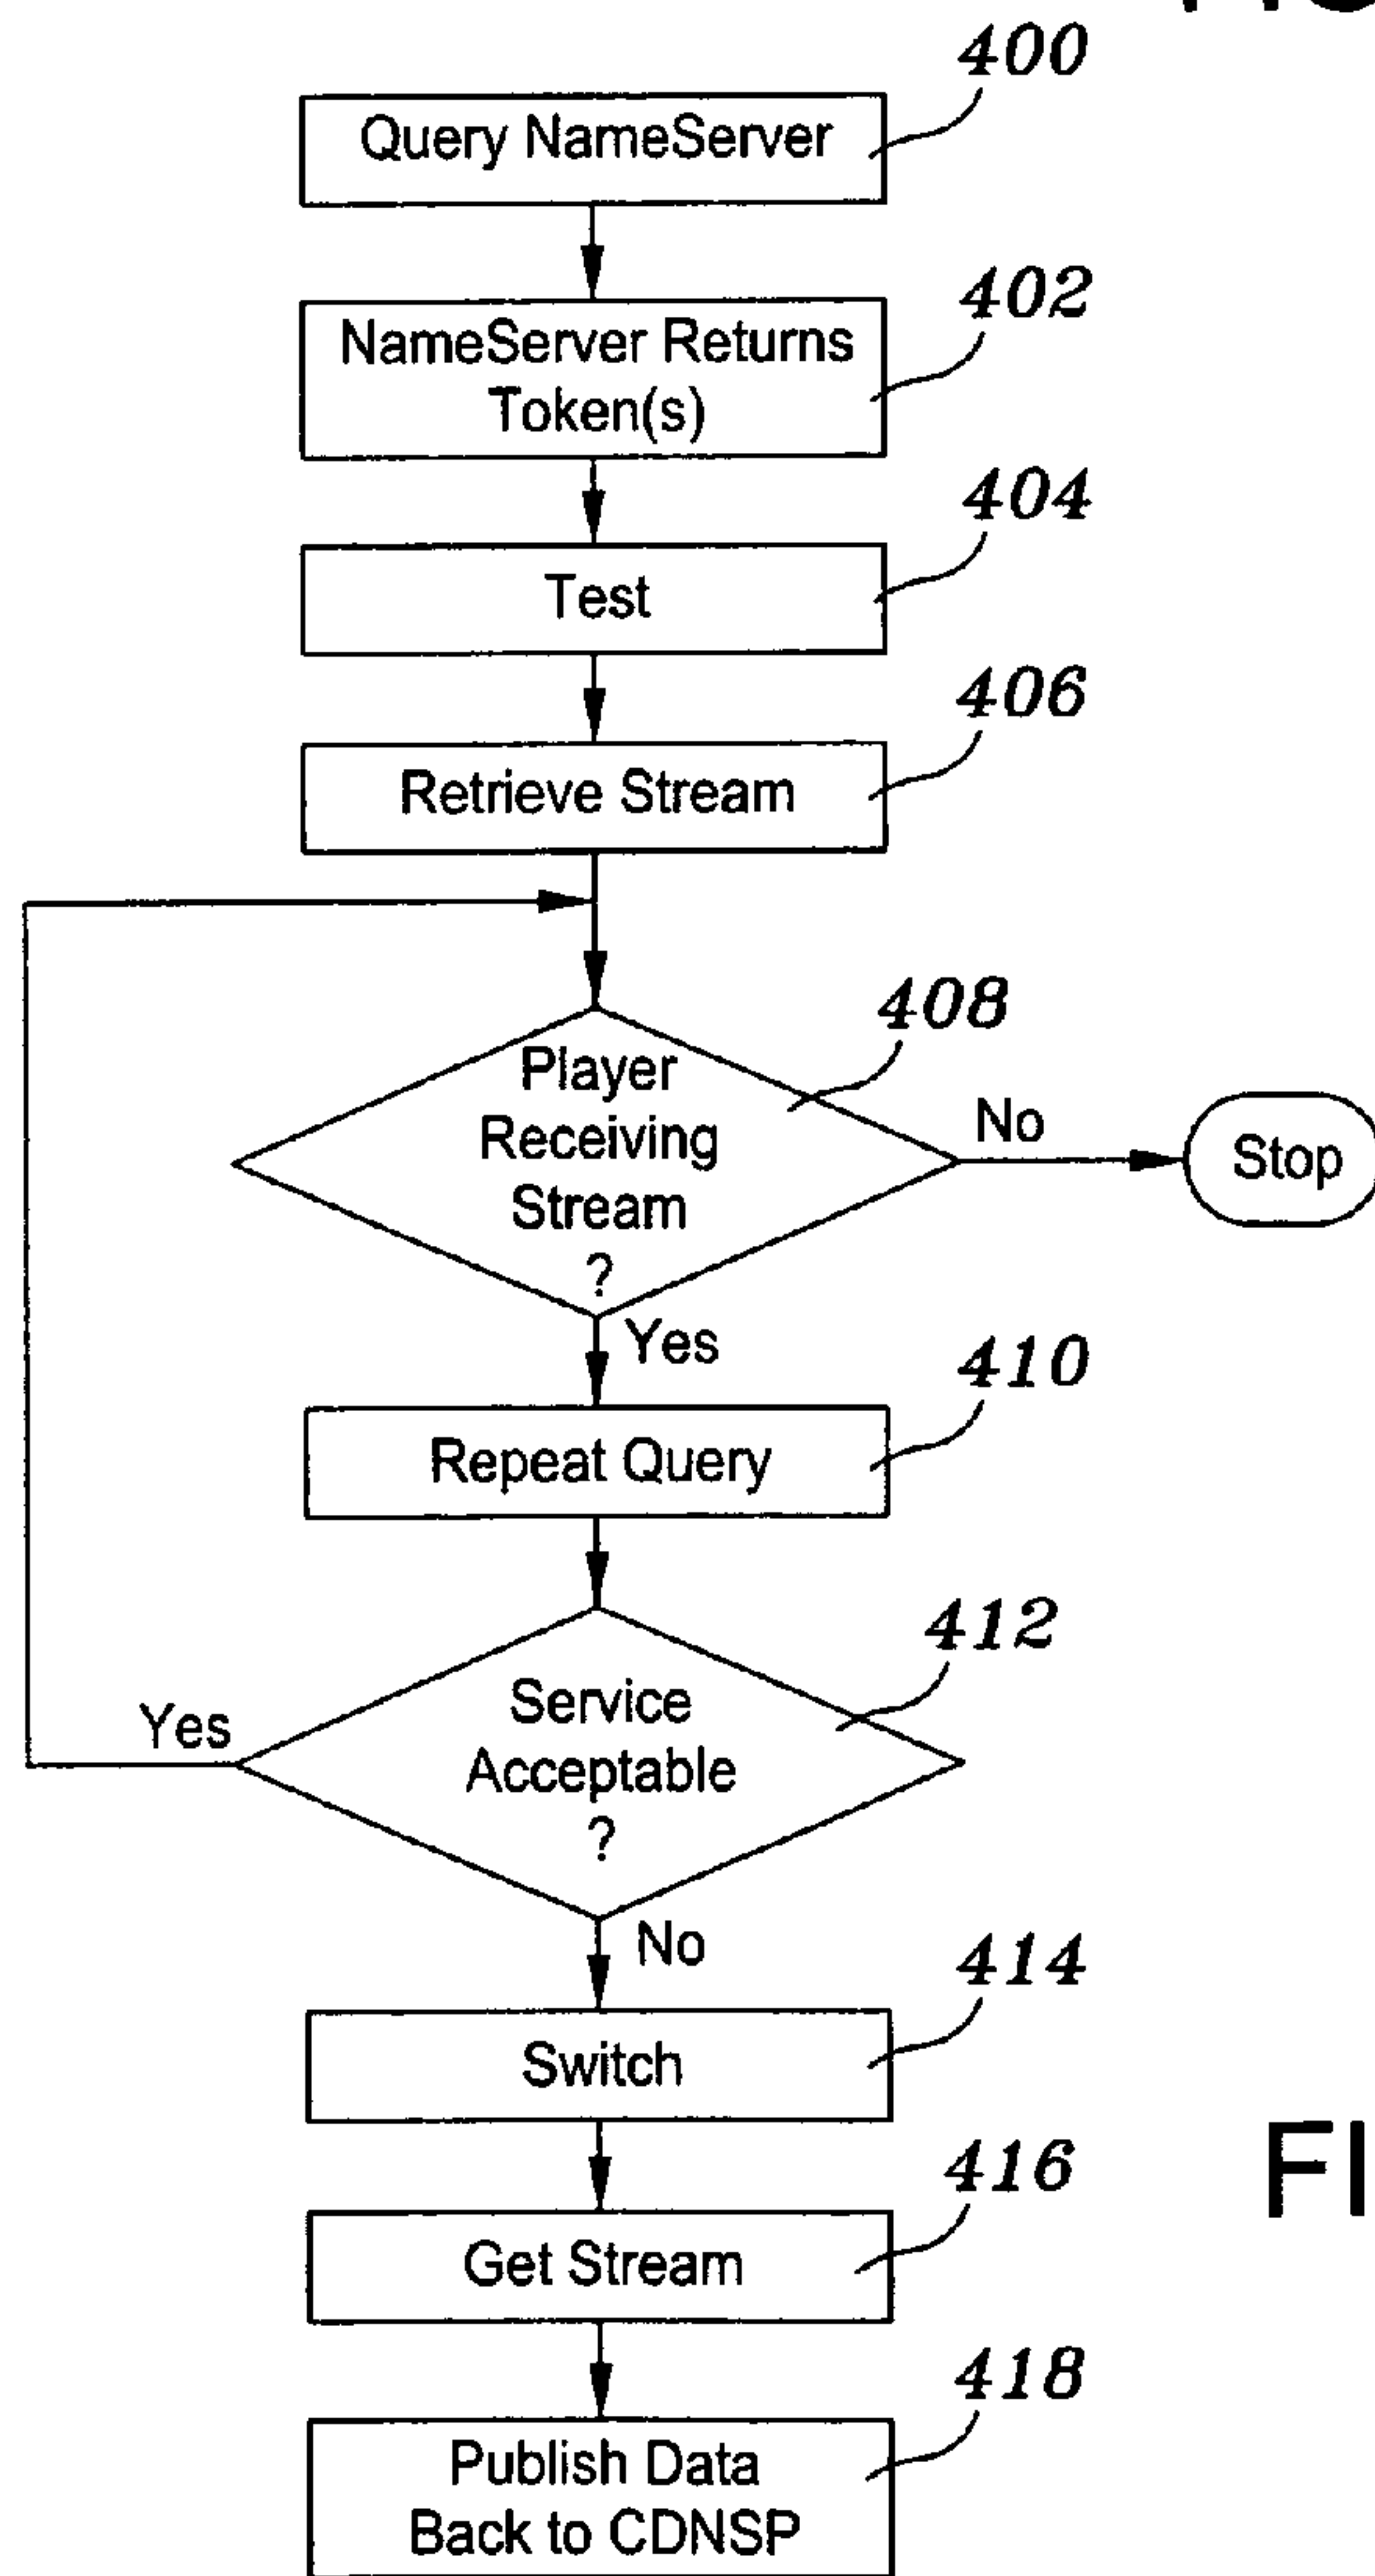 400
Query NameServer
402
NameServer Returns
Token(s)
404
Test
406
Retrieve Stream
408
Player
Receiving
Stream
?
No
Stop
Yes
410
Repeat Query
412
Service
Acceptable
?
Yes
No
414
Switch
416
Get Stream
FI
418
Publish Data
Back to CDNSP